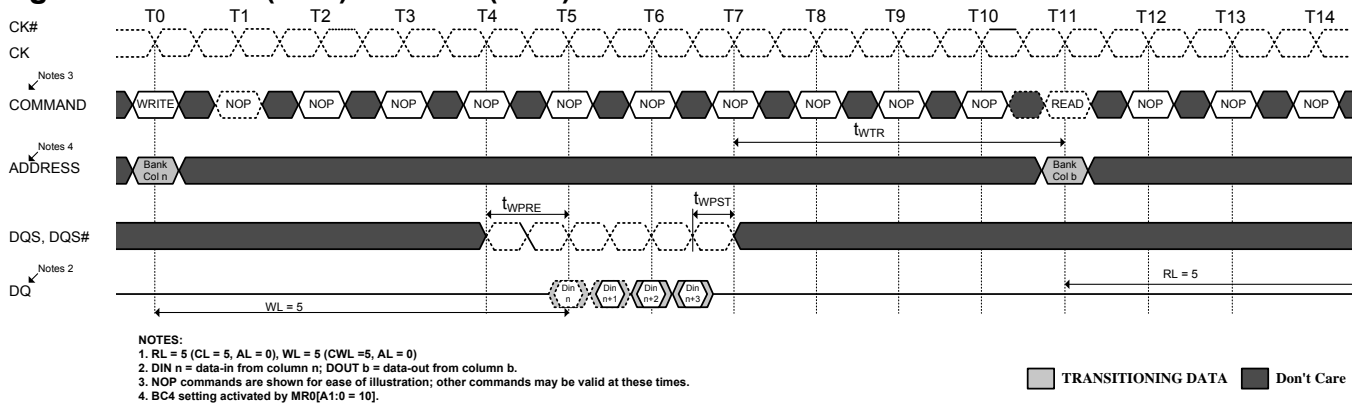 T0 T1 T2 T3 T4 T5 T6 T7 T8 T9 T10 T11 T12 T13 T14
CK#
CK
Notes 3
COMMAND
WRITE NOP NOP NOP NOP NOP NOP NOP NOP NOP NOP READ NOP NOP NOP
tWTR
Notes 4
ADDRESS
Bank Col n
Bank Col b
tWPRE
tWPST
DQS, DQS#
Notes 2
DQ
Din n
Din n+1
Din n+2
Din n+3
RL = 5
WL = 5
NOTES:
1. RL = 5 (CL = 5, AL = 0), WL = 5 (CWL =5, AL = 0)
2. DIN n = data-in from column n; DOUT b = data-out from column b.
3. NOP commands are shown for ease of illustration; other commands may be valid at these times.
4. BC4 setting activated by MR0[A1:0 = 10].
TRANSITIONING DATA
Don't Care